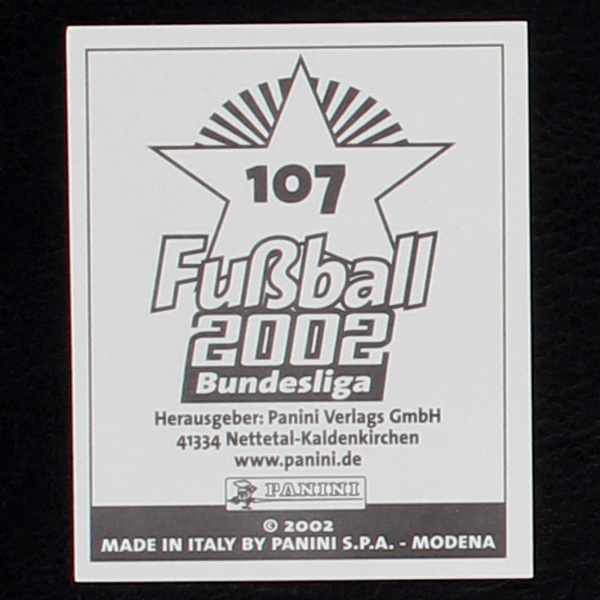 107
Fußball
2002
Bundesliga
Herausgeber: Panini Verlags GmbH
41334 Nettetal-Kaldenkirchen
www.panini.de
PANINI
© 2002
MADE IN ITALY BY PANINI S.P.A. - MODENA